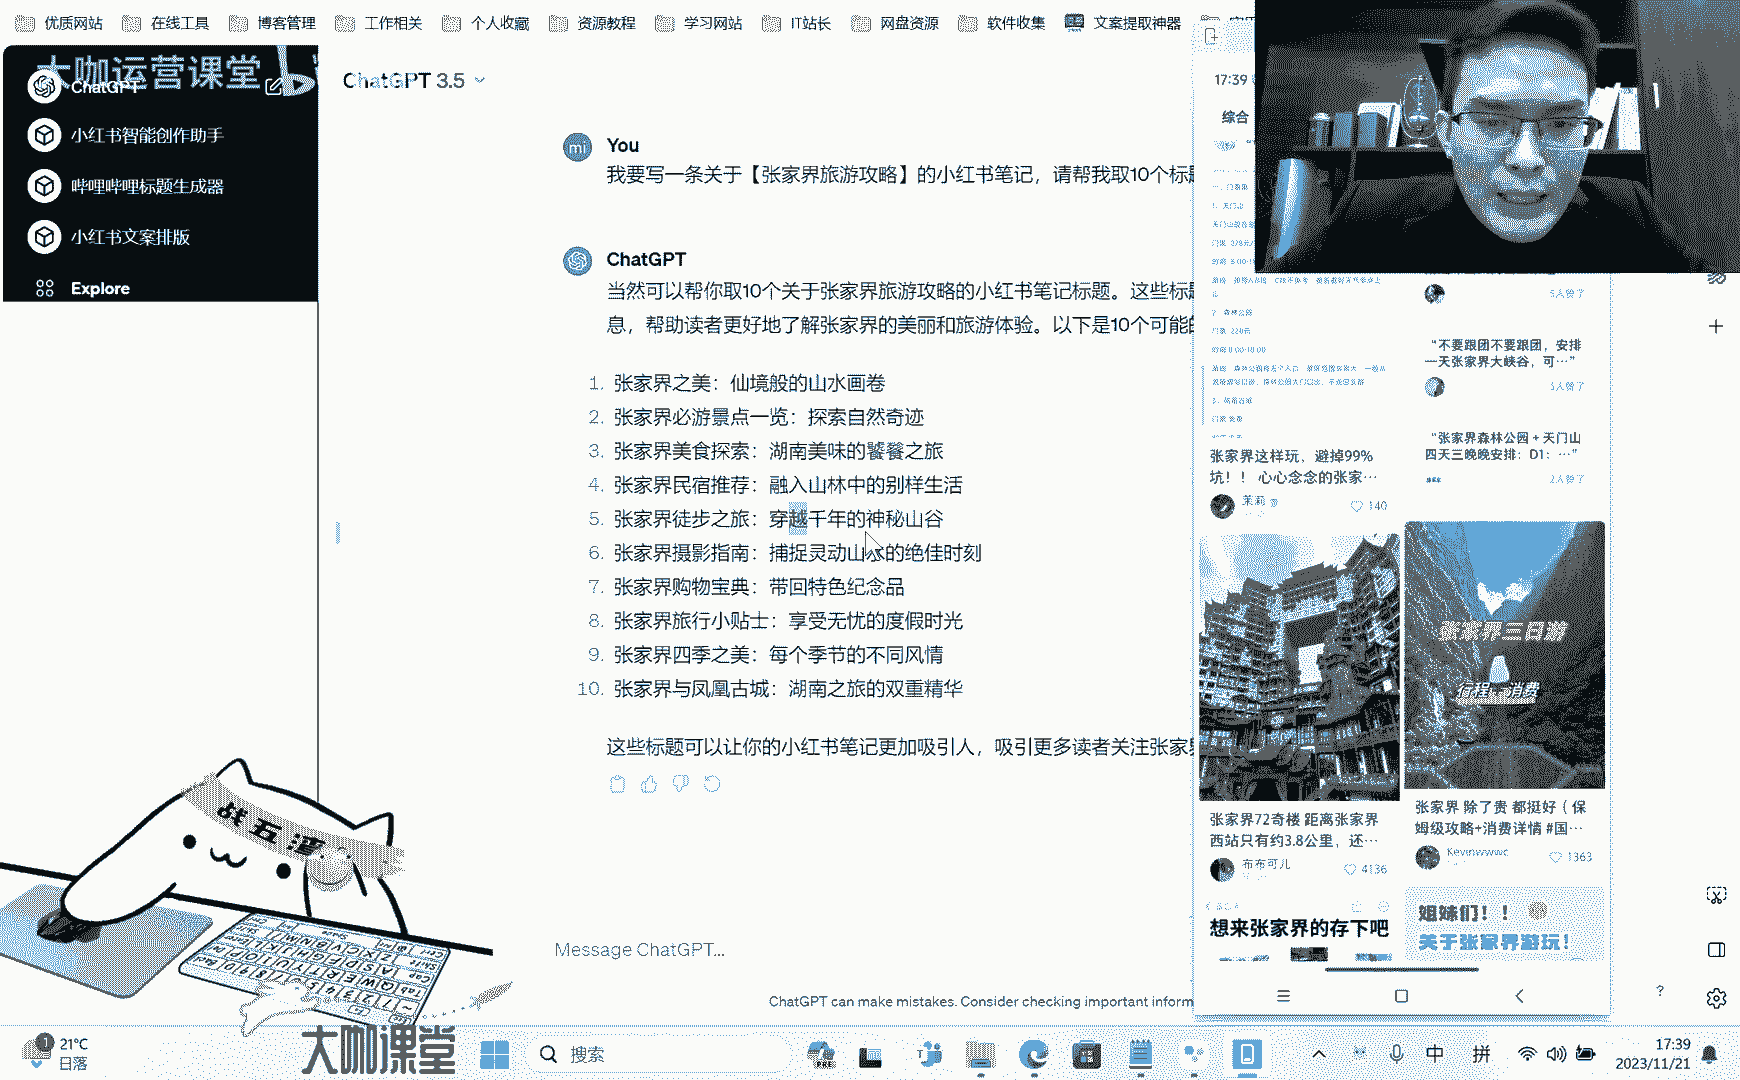 优质网站 在线工具 博客管理 工作相关 个人收藏 资源教程 学习网站 IT站长 网盘资源 软件收集 文案提取神器
大咖运营课堂
ChatGPT
小红书智能创作助手
哔哩哔哩标题生成器
小红书文案排版
Explore
ChatGPT 3.5
You
我要写一条关于【张家界旅游攻略】的小红书笔记，请帮我取10个标题
ChatGPT
当然可以帮你取10个关于张家界旅游攻略的小红书笔记标题。这些标题
息，帮助读者更好地了解张家界的美丽和旅游体验。以下是10个可能的
1. 张家界之美：仙境般的山水画卷
2. 张家界必游景点一览：探索自然奇迹
3. 张家界美食探索：湖南美味的饕餮之旅
4. 张家界民宿推荐：融入山林中的别样生活
5. 张家界徒步之旅：穿越千年的神秘山谷
6. 张家界摄影指南：捕捉灵动山水的绝佳时刻
7. 张家界购物宝典：带回特色纪念品
8. 张家界旅行小贴士：享受无忧的度假时光
9. 张家界四季之美：每个季节的不同风情
10. 张家界与凤凰古城：湖南之旅的双重精华
这些标题可以让你的小红书笔记更加吸引人，吸引更多读者关注张家界
Message ChatGPT...
ChatGPT can make mistakes. Consider checking important inform
17:39
综合
张家界这样玩，避掉99%
坑！！ 心心念念的张家…
茉莉
140
5人赞了
“不要跟团不要跟团，安排
一天张家界大峡谷，可…”
3人赞了
“张家界森林公园+天门山
四天三晚晚安排：D1：…”
2人赞了
张家界72奇楼 距离张家界
西站只有约3.8公里，还…
布布可儿
4136
张家界三日游
行程 消费
张家界 除了贵 都挺好（保
姆级攻略+消费详情 #国…
Kevinwwwc
1363
想来张家界的存下吧
姐妹们！！
关于张家界游玩！
战五渣
大咖课堂
21℃
日落
搜索
中 拼
17:39
2023/11/21